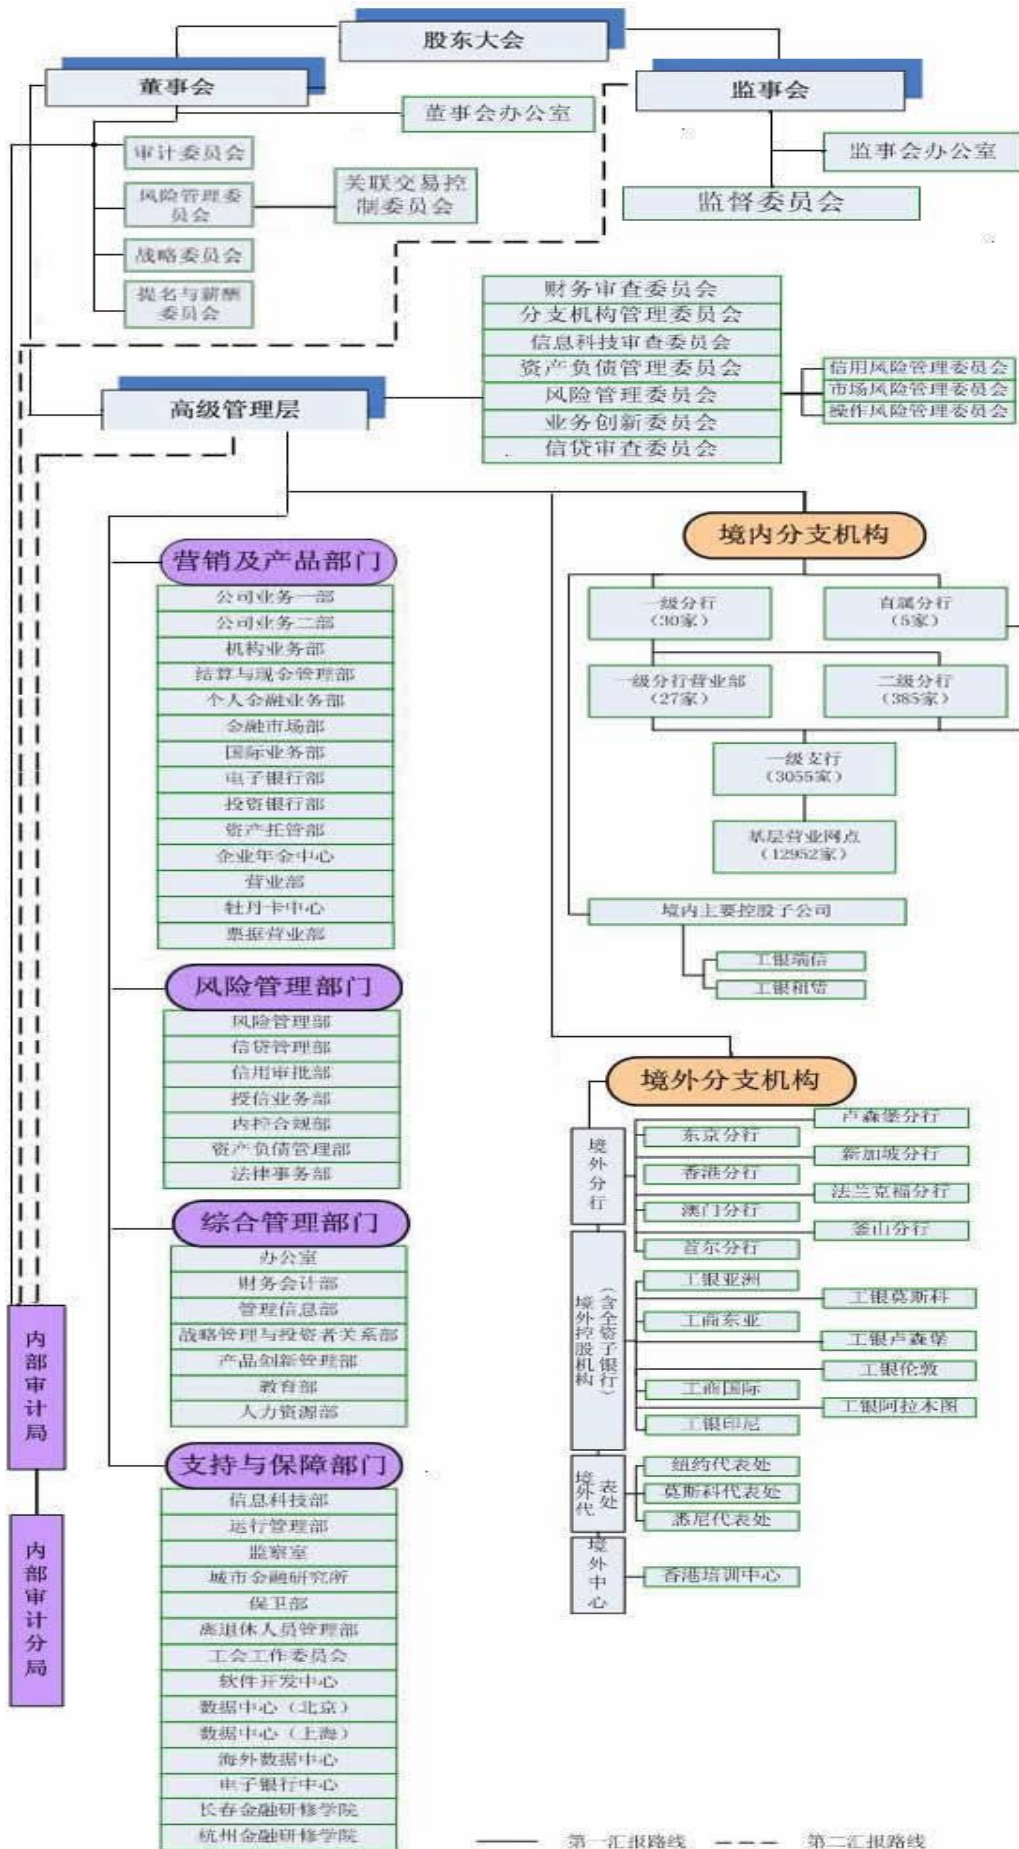 股东大会
董事会
监事会
董事会办公室
审计委员会
监事会办公室
风险管理委
员会
关联交易控
制委员会
监督委员会
战略委员会
提名与薪酬
委员会
财务审查委员会
分支机构管理委员会
信息科技审查委员会
资产负债管理委员会
风险管理委员会
业务创新委员会
信贷审查委员会
信用风险管理委员会
市场风险管理委员会
操作风险管理委员会
高级管理层
营销及产品部门
公司业务一部
公司业务二部
机构业务部
结算与现金管理部
个人金融业务部
金融市场部
国际业务部
电子银行部
投资银行部
资产托管部
企业年金中心
营业部
牡丹卡中心
票据营业部
风险管理部门
风险管理部
信贷管理部
信用审批部
授信业务部
内控合规部
资产负债管理部
法律事务部
综合管理部门
办公室
财务会计部
管理信息部
战略管理与投资者关系部
产品创新管理部
教育部
人力资源部
支持与保障部门
信息科技部
运行管理部
监察室
城市金融研究所
保卫部
离退休人员管理部
工会工作委员会
软件开发中心
数据中心（北京）
数据中心（上海）
海外数据中心
电子银行中心
长春金融研修学院
杭州金融研修学院
内部审计局
内部审计分局
境内分支机构
一级分行
（30家）
直属分行
（5家）
一级分行营业部
（27家）
二级分行
（385家）
一级支行
（3055家）
基层营业网点
（12952家）
境内主要控股子公司
工银瑞信
工银租赁
境外分支机构
境外分行
卢森堡分行
东京分行
新加坡分行
香港分行
法兰克福分行
澳门分行
釜山分行
首尔分行
境外控股机构
（含全资子银行）
工银亚洲
工银莫斯科
工商东亚
工银卢森堡
工银伦敦
工商国际
工银阿拉木图
工银印尼
境外代表处
纽约代表处
莫斯科代表处
悉尼代表处
境外中心
香港培训中心
第一汇报路线
第二汇报路线